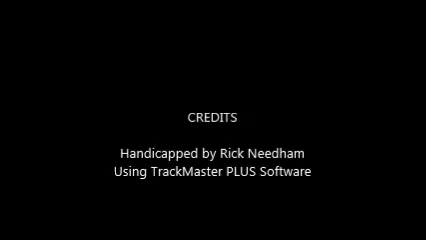 CREDITS
Handicapped by Rick Needham
Using TrackMaster PLUS Software